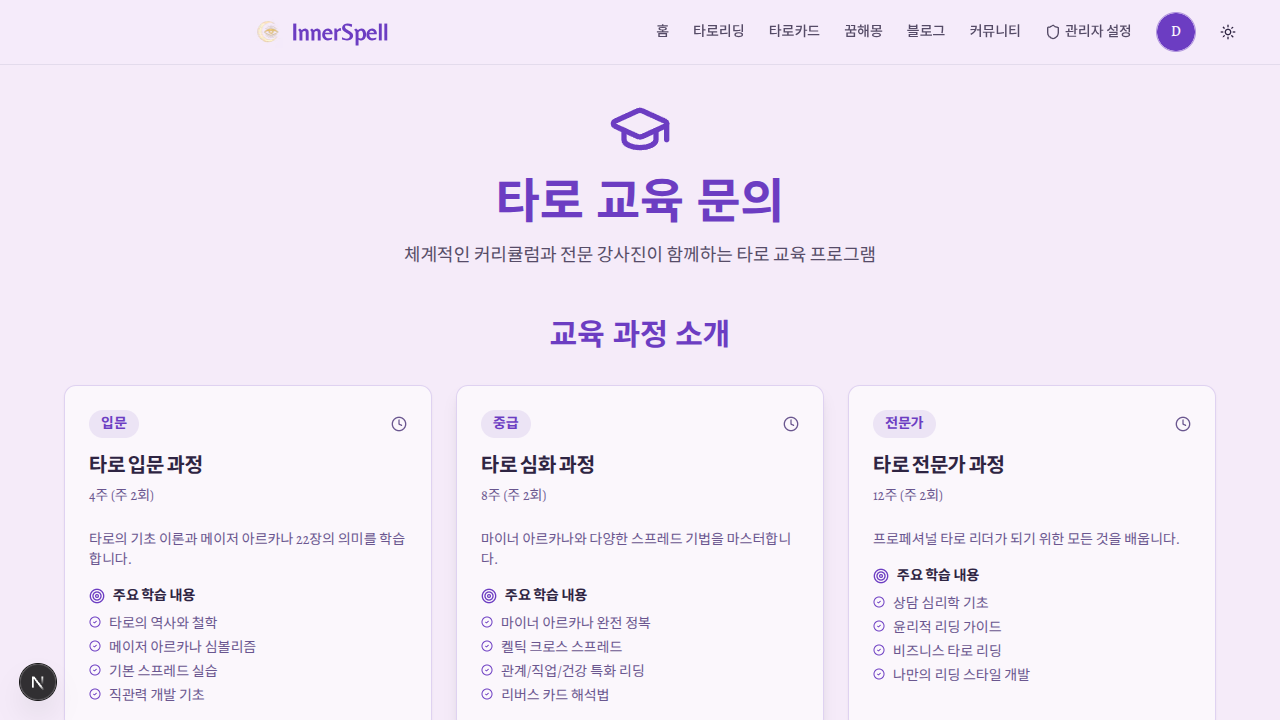 InnerSpell
홈
타로리딩
타로카드
꿈해몽
블로그
커뮤니티
관리자 설정
D
타로 교육 문의
체계적인 커리큘럼과 전문 강사진이 함께하는 타로 교육 프로그램
교육 과정 소개
입문
타로 입문 과정
4주 (주 2회)
타로의 기초 이론과 메이저 아르카나 22장의 의미를 학습
합니다.
주요 학습 내용
타로의 역사와 철학
메이저 아르카나 심볼리즘
기본 스프레드 실습
직관력 개발 기초
중급
타로 심화 과정
8주 (주 2회)
마이너 아르카나와 다양한 스프레드 기법을 마스터합니
다.
주요 학습 내용
마이너 아르카나 완전 정복
켈틱 크로스 스프레드
관계/직업/건강 특화 리딩
리버스 카드 해석법
전문가
타로 전문가 과정
12주 (주 2회)
프로페셔널 타로 리더가 되기 위한 모든 것을 배웁니다.
주요 학습 내용
상담 심리학 기초
윤리적 리딩 가이드
비즈니스 타로 리딩
나만의 리딩 스타일 개발
N